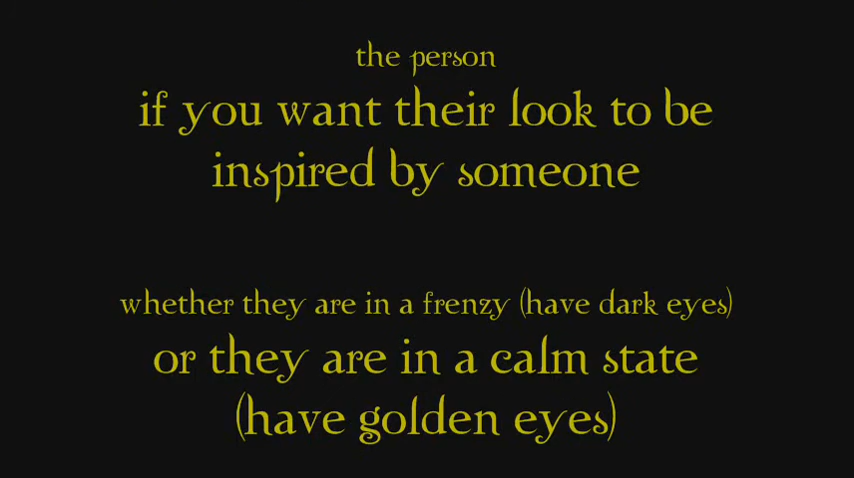 the person
if you want their look to be
inspired by someone
whether they are in a frenzy (have dark eyes)
or they are in a calm state
(have golden eyes)